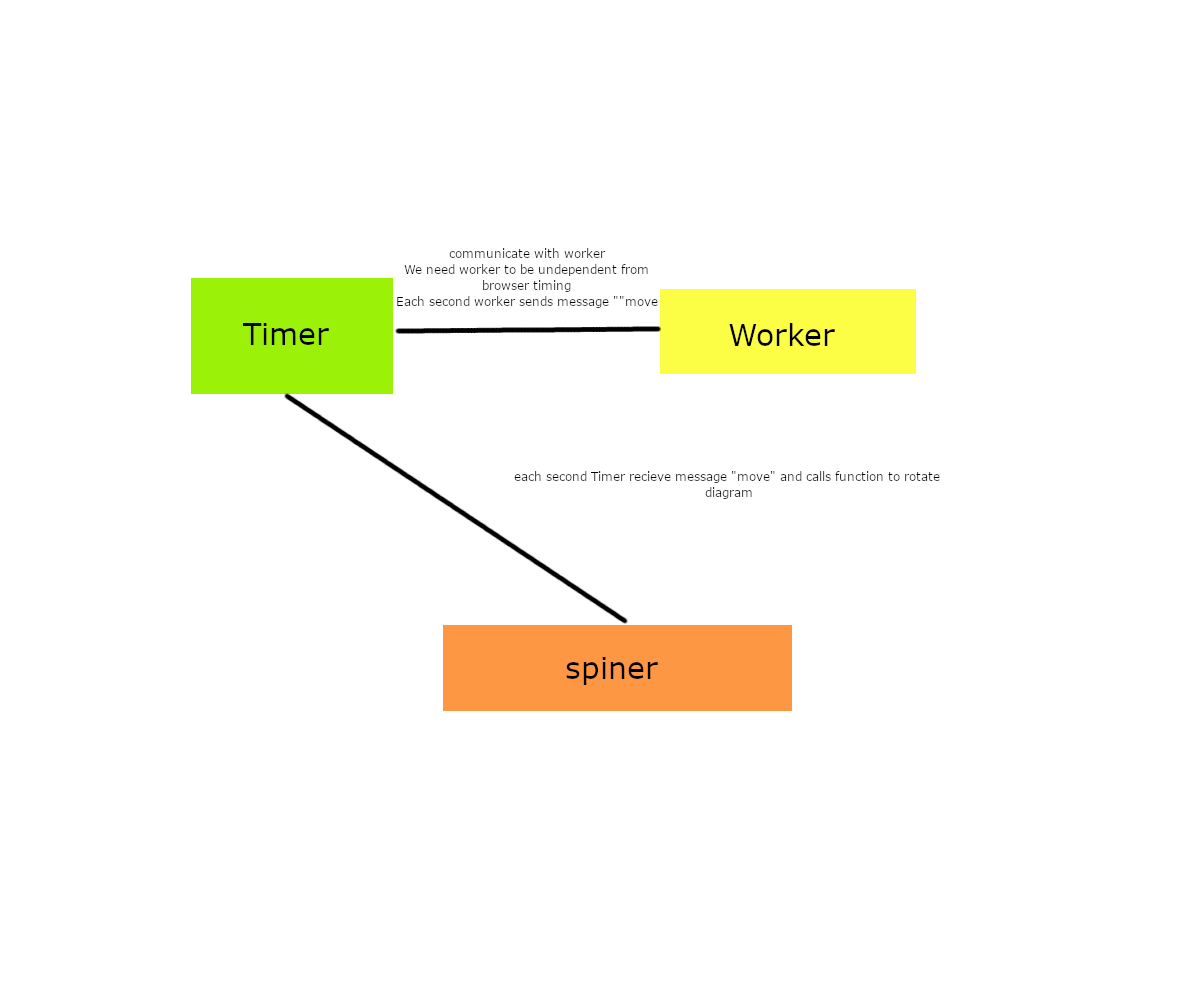 communicate with worker
We need worker to be undependent from
browser timing
Each second worker sends message ""move
Timer
Worker
each second Timer recieve message "move" and calls function to rotate
diagram
spiner